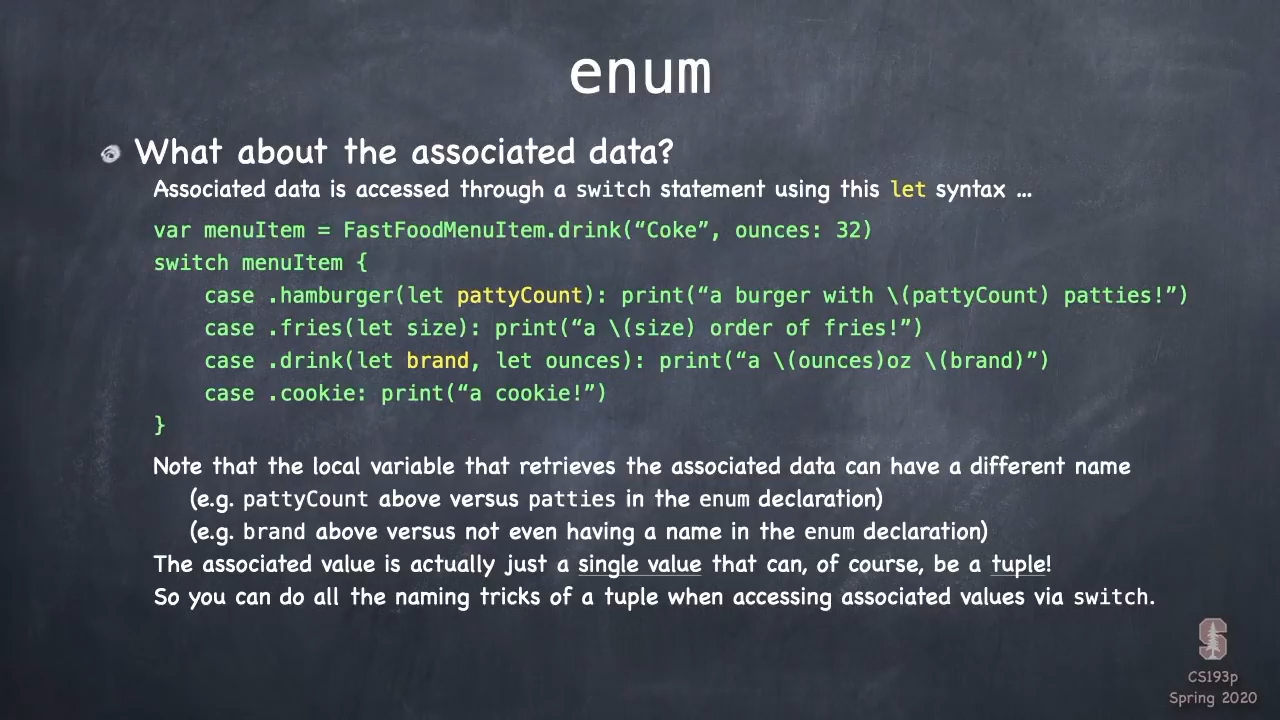 enum
What about the associated data?
Associated data is accessed through a switch statement using this let syntax ...
var menuItem = FastFoodMenuItem.drink(“Coke”, ounces: 32)
switch menuItem {
    case .hamburger(let pattyCount): print(“a burger with \(pattyCount) patties!”)
    case .fries(let size): print(“a \(size) order of fries!”)
    case .drink(let brand, let ounces): print(“a \(ounces)oz \(brand)”)
    case .cookie: print(“a cookie!”)
}
Note that the local variable that retrieves the associated data can have a different name
(e.g. pattyCount above versus patties in the enum declaration)
(e.g. brand above versus not even having a name in the enum declaration)
The associated value is actually just a single value that can, of course, be a tuple!
So you can do all the naming tricks of a tuple when accessing associated values via switch.
S
CS193p
Spring 2020